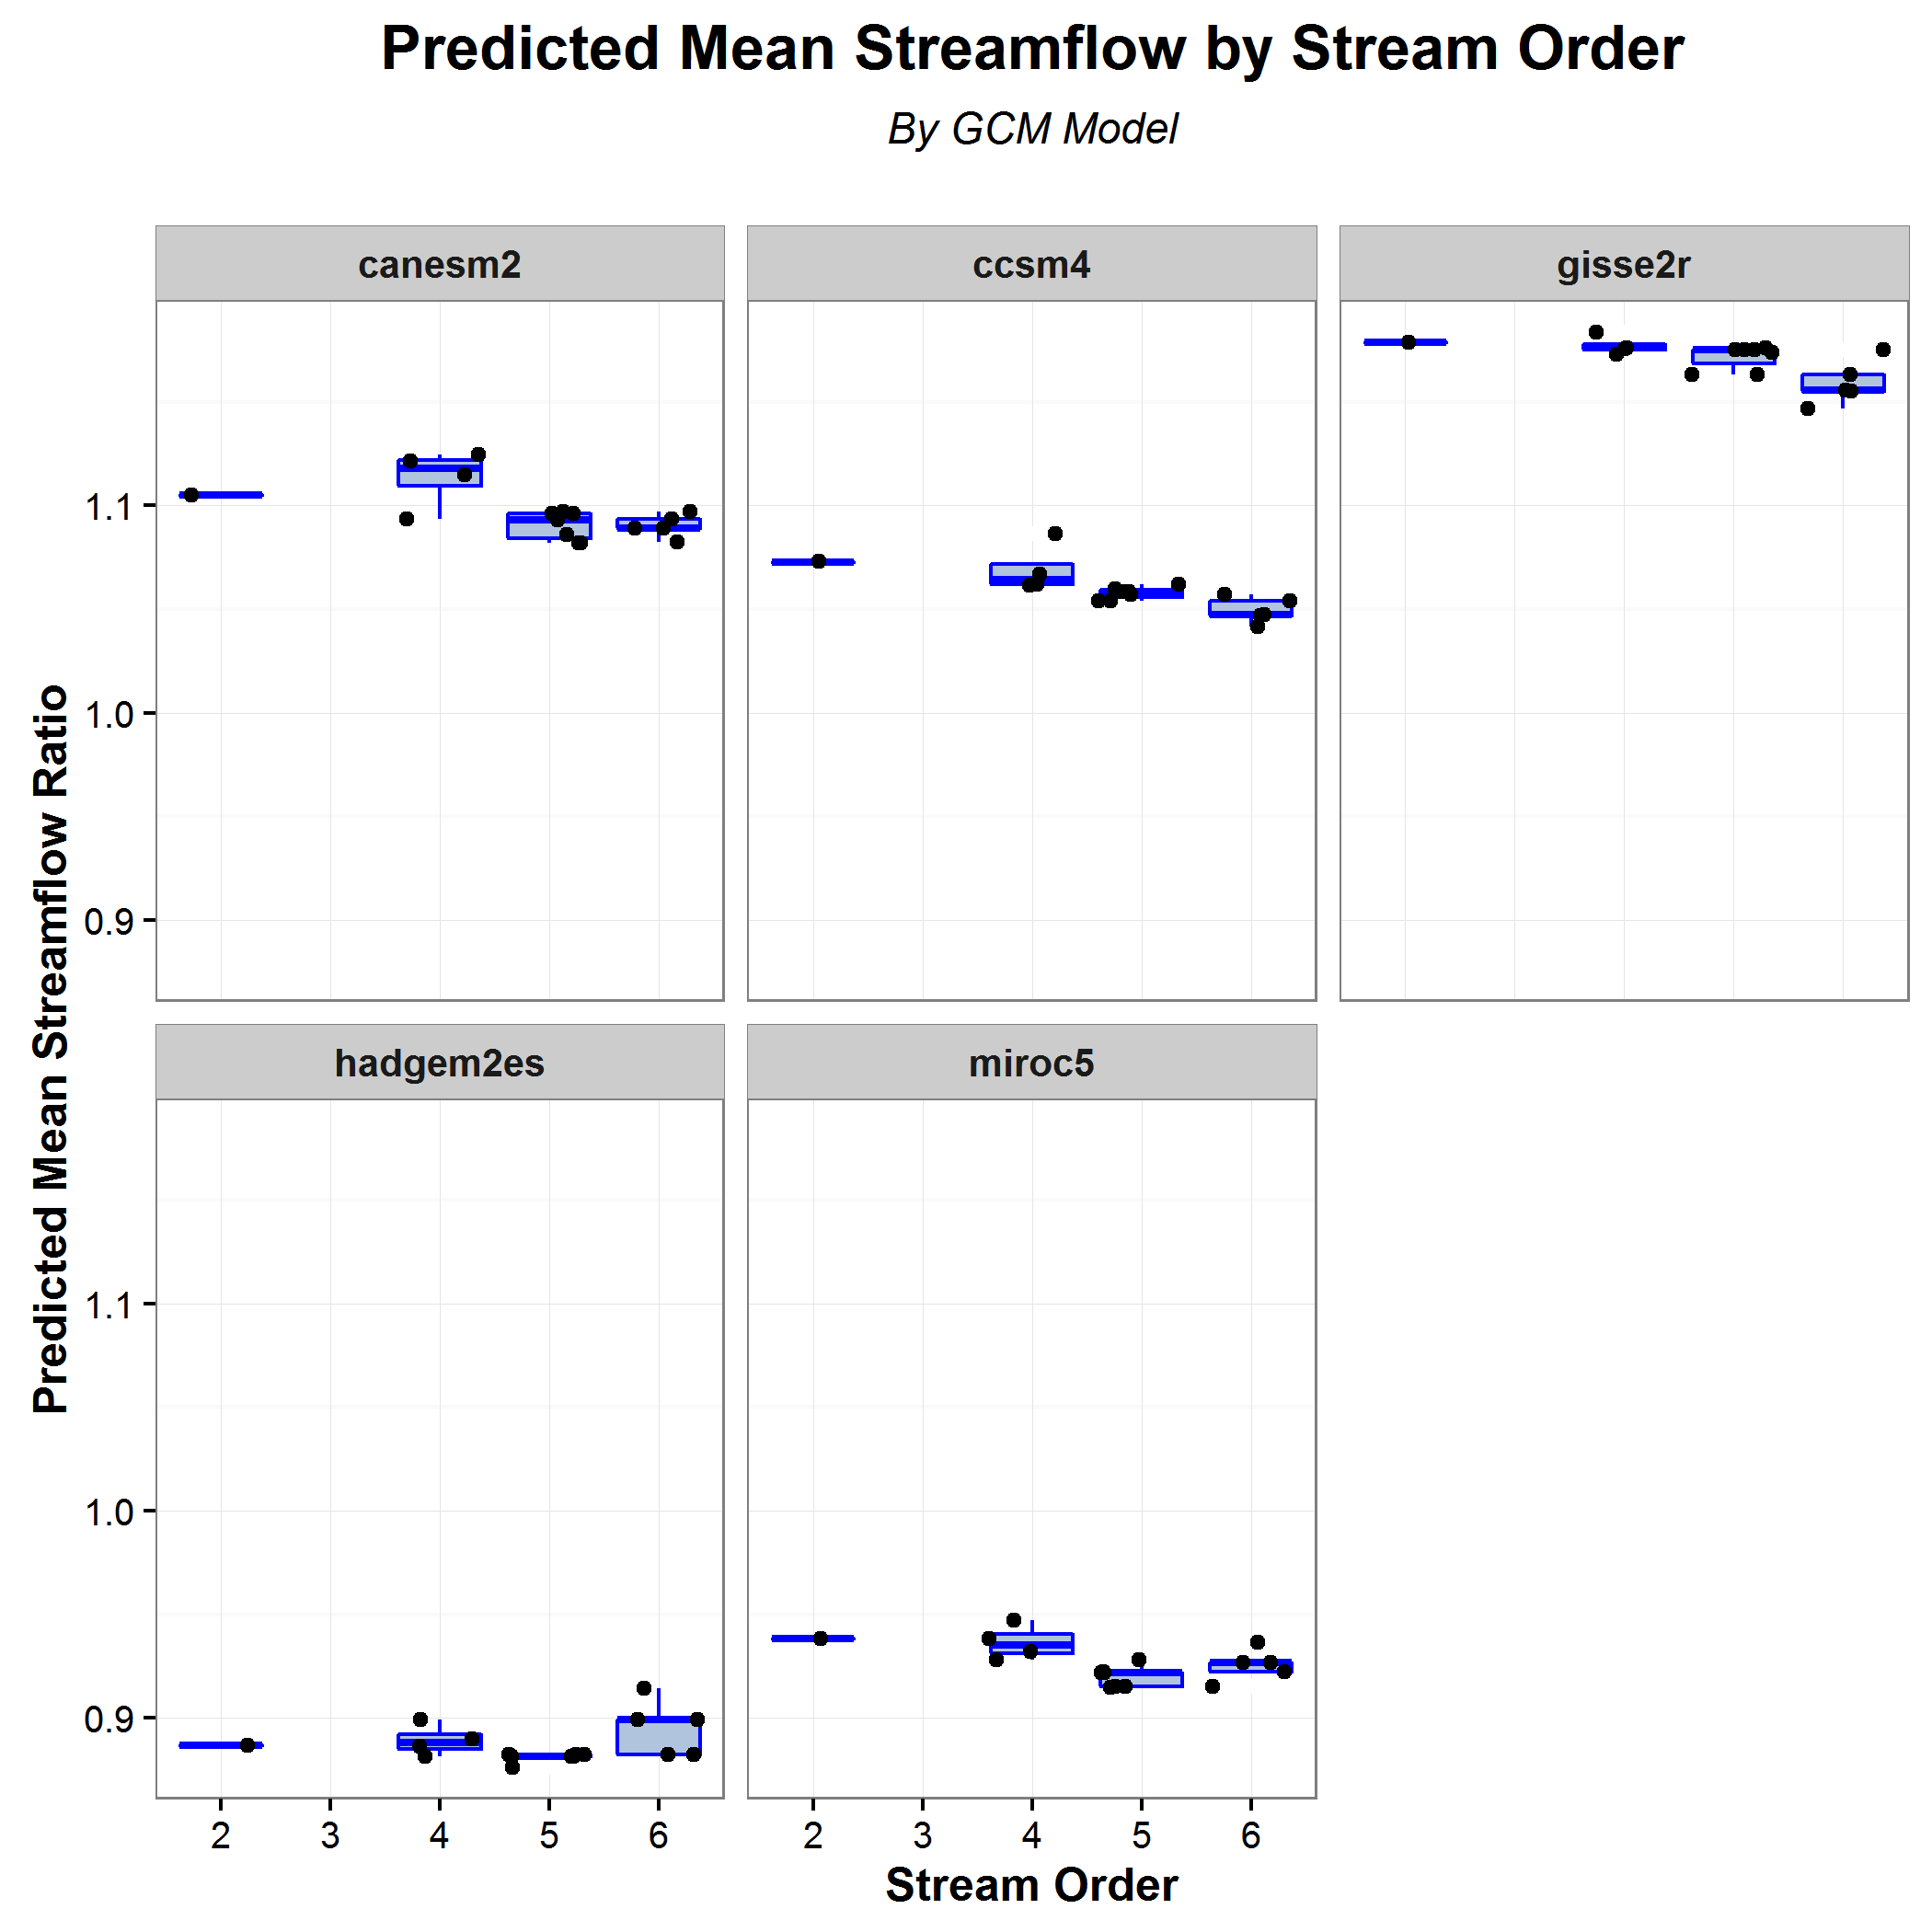 Predicted Mean Streamflow by Stream Order
By GCM Model
canesm2
ccsm4
gisse2r
1.1
1.0
0.9
Predicted Mean Streamflow Ratio
hadgem2es
miroc5
1.1
1.0
0.9
2 3 4 5 6
2 3 4 5 6
Stream Order